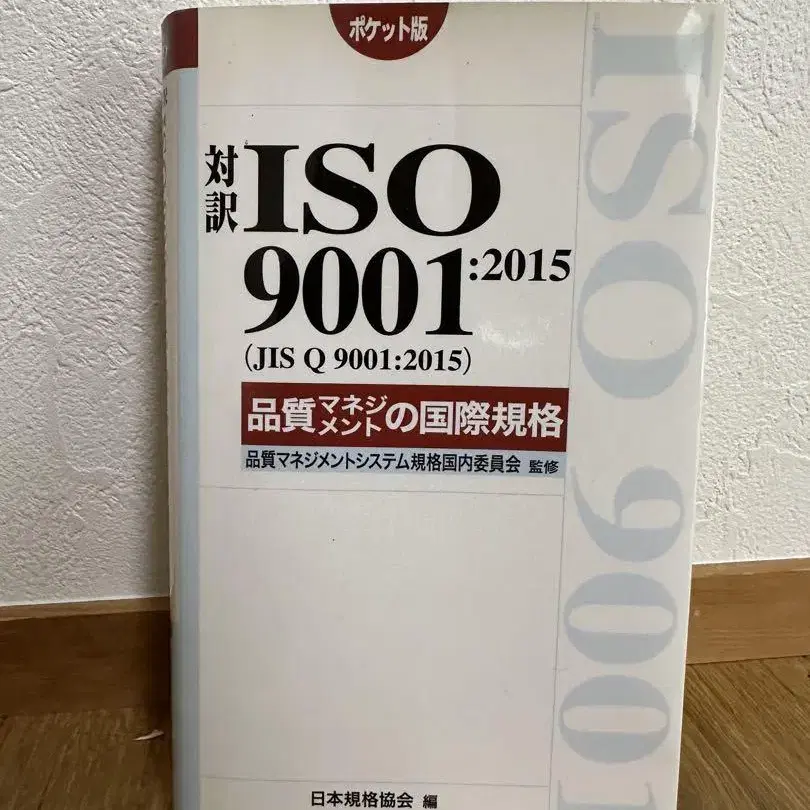 ポケット版
対訳 ISO
9001:2015
(JIS Q 9001:2015)
品質マネジメントの国際規格
品質マネジメントシステム規格国内委員会 監修
日本規格協会 編
ISO 9001